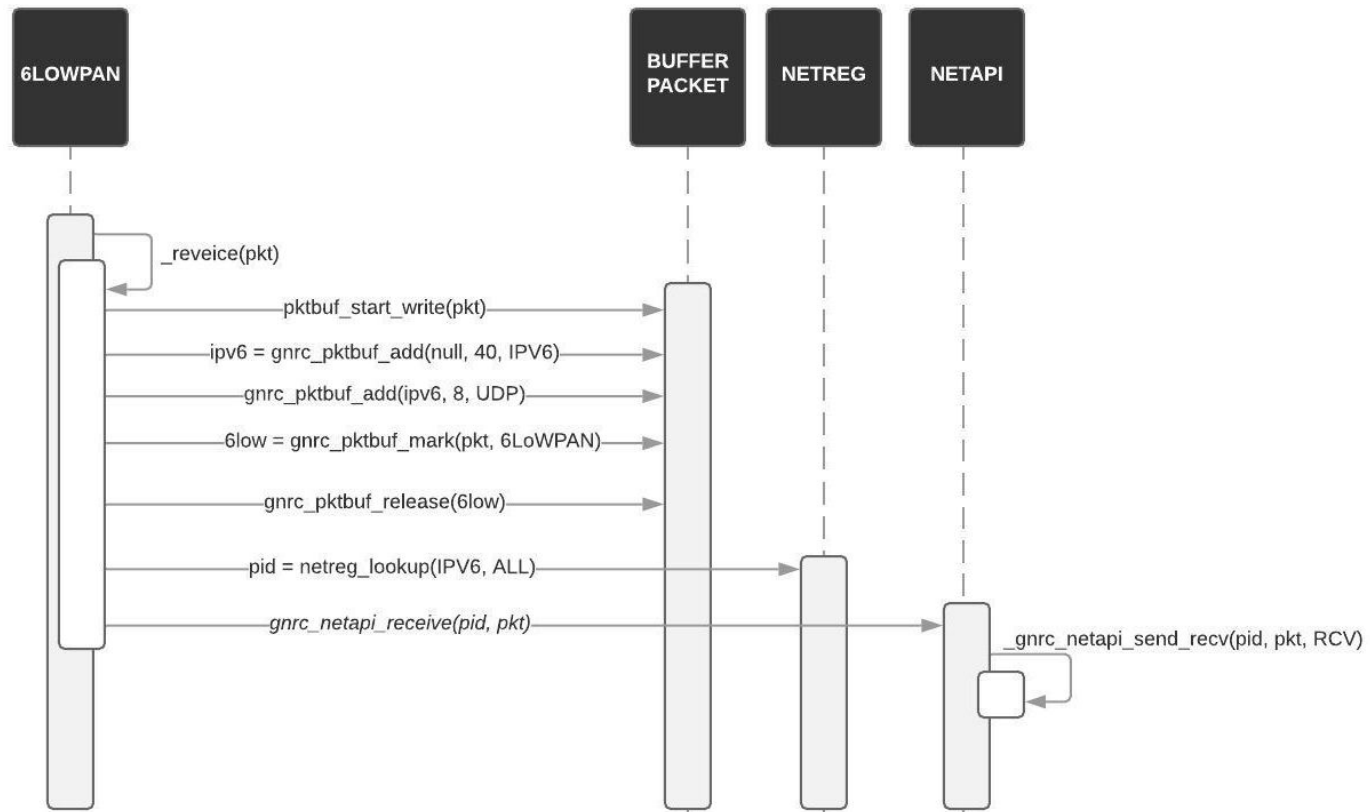 6LOWPAN
BUFFER
PACKET
NETREG
NETAPI
_reveice(pkt)
pktbuf_start_write(pkt)
ipv6 = gnrc_pktbuf_add(null, 40, IPV6)
gnrc_pktbuf_add(ipv6, 8, UDP)
6low = gnrc_pktbuf_mark(pkt, 6LoWPAN)
gnrc_pktbuf_release(6low)
pid = netreg_lookup(IPV6, ALL)
gnrc_netapi_receive(pid, pkt)
_gnrc_netapi_send_recv(pid, pkt, RCV)